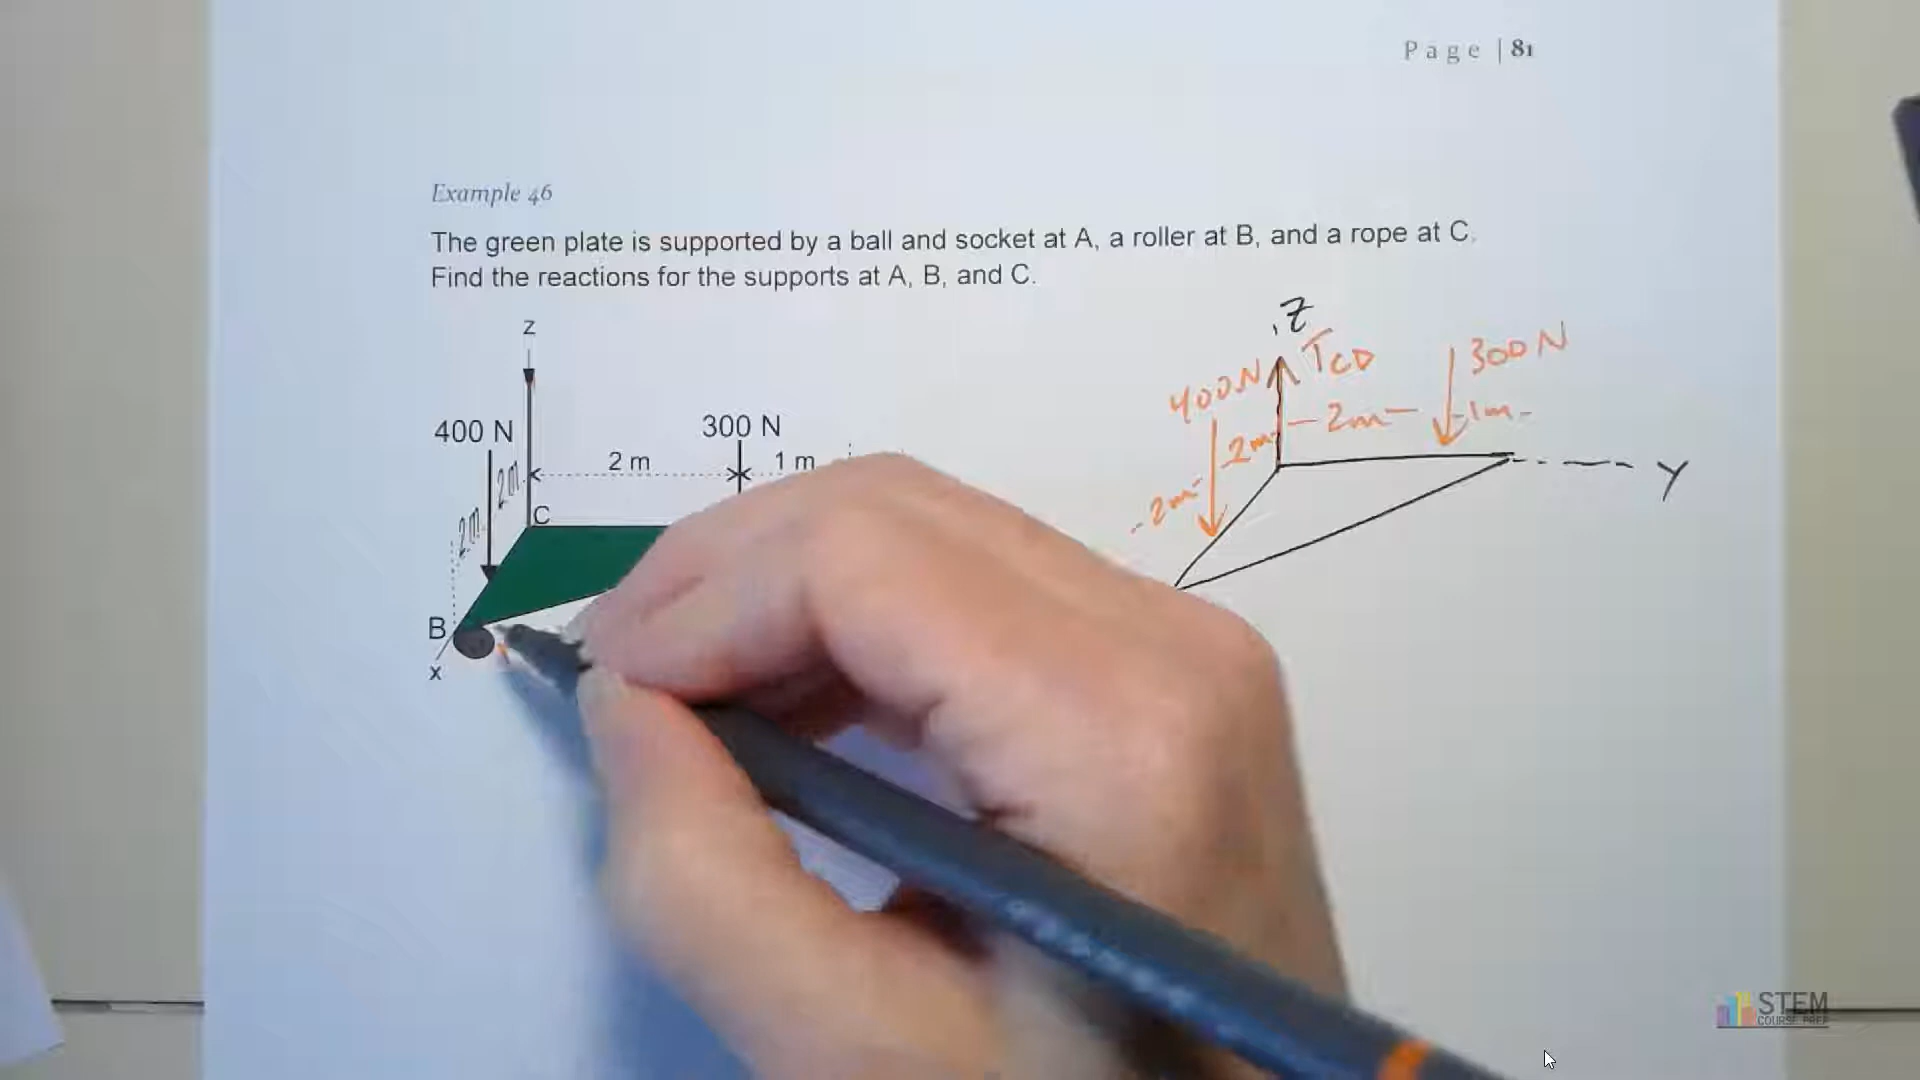 Page | 81
Example 46
The green plate is supported by a ball and socket at A, a roller at B, and a rope at C.
Find the reactions for the supports at A, B, and C.
z
400 N
300 N
2 m
1 m
2m
2m
C
B
x
Z
TCD
400N
300N
2m
1m
2m
2m
Y
STEM
COURSE PREP